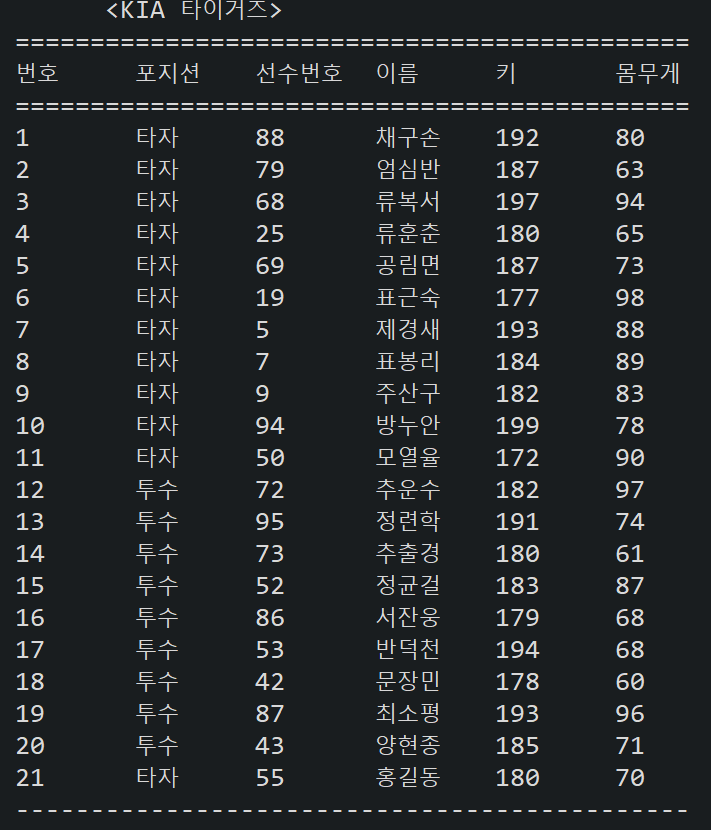 <KIA 타이거즈>
=============================================
번호 포지션 선수번호 이름 키 몸무게
=============================================
1 타자 88 채구손 192 80
2 타자 79 엄심반 187 63
3 타자 68 류복서 197 94
4 타자 25 류훈춘 180 65
5 타자 69 공림면 187 73
6 타자 19 표근숙 177 98
7 타자 5 제경새 193 88
8 타자 7 표봉리 184 89
9 타자 9 주산구 182 83
10 타자 94 방누안 199 78
11 타자 50 모열율 172 90
12 투수 72 추운수 182 97
13 투수 95 정련학 191 74
14 투수 73 추출경 180 61
15 투수 52 정균걸 183 87
16 투수 86 서잔웅 179 68
17 투수 53 반덕천 194 68
18 투수 42 문장민 178 60
19 투수 87 최소평 193 96
20 투수 43 양현종 185 71
21 타자 55 홍길동 180 70
---------------------------------------------